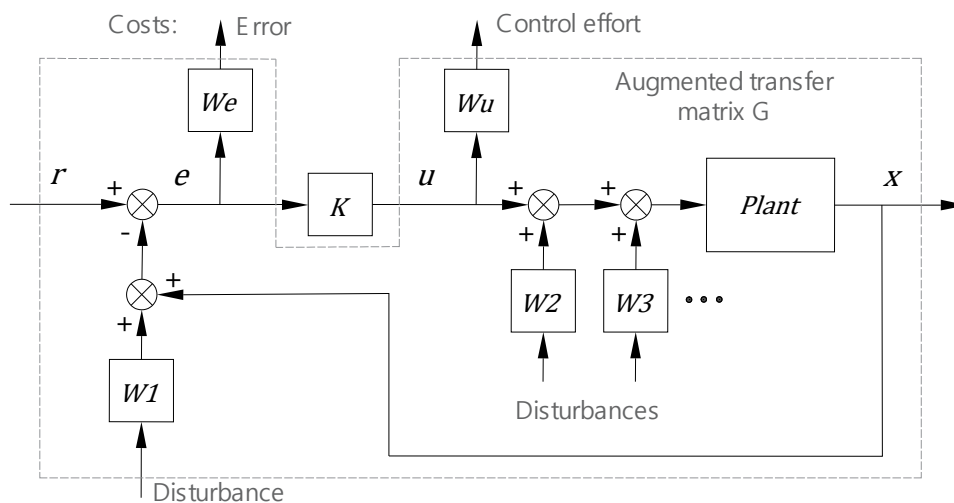 Costs:
Error
Control effort
We
Wu
Augmented transfer
matrix G
r
+
e
u
+
+
x
K
Plant
-
+
+
+
+
+
W2
W3
W1
Disturbances
Disturbance